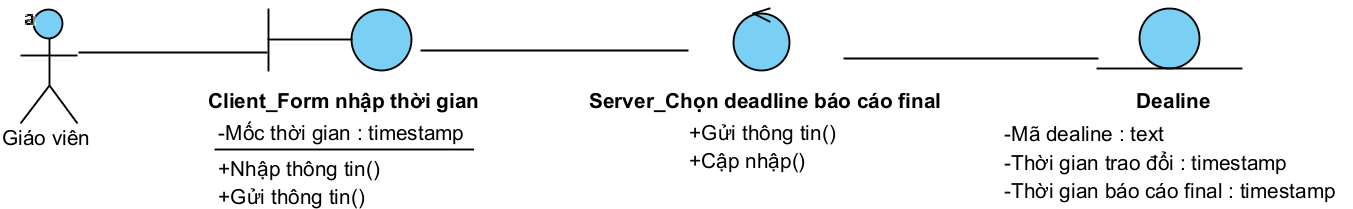 a
Giáo viên
Client_Form nhập thời gian
-Mốc thời gian : timestamp
+Nhập thông tin()
+Gửi thông tin()
Server_Chọn deadline báo cáo final
+Gửi thông tin()
+Cập nhập()
Dealine
-Mã dealine : text
-Thời gian trao đổi : timestamp
-Thời gian báo cáo final : timestamp